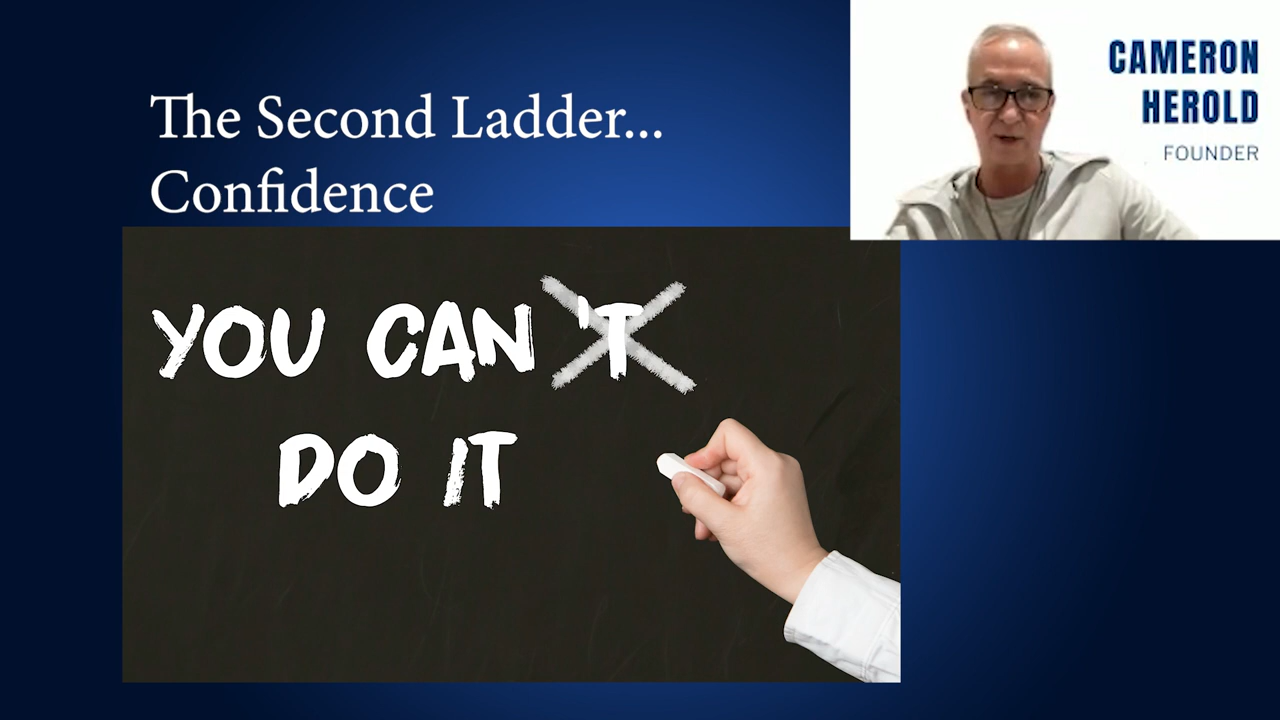 The Second Ladder...
Confidence
CAMERON
HEROLD
FOUNDER
YOU CAN'T
DO IT